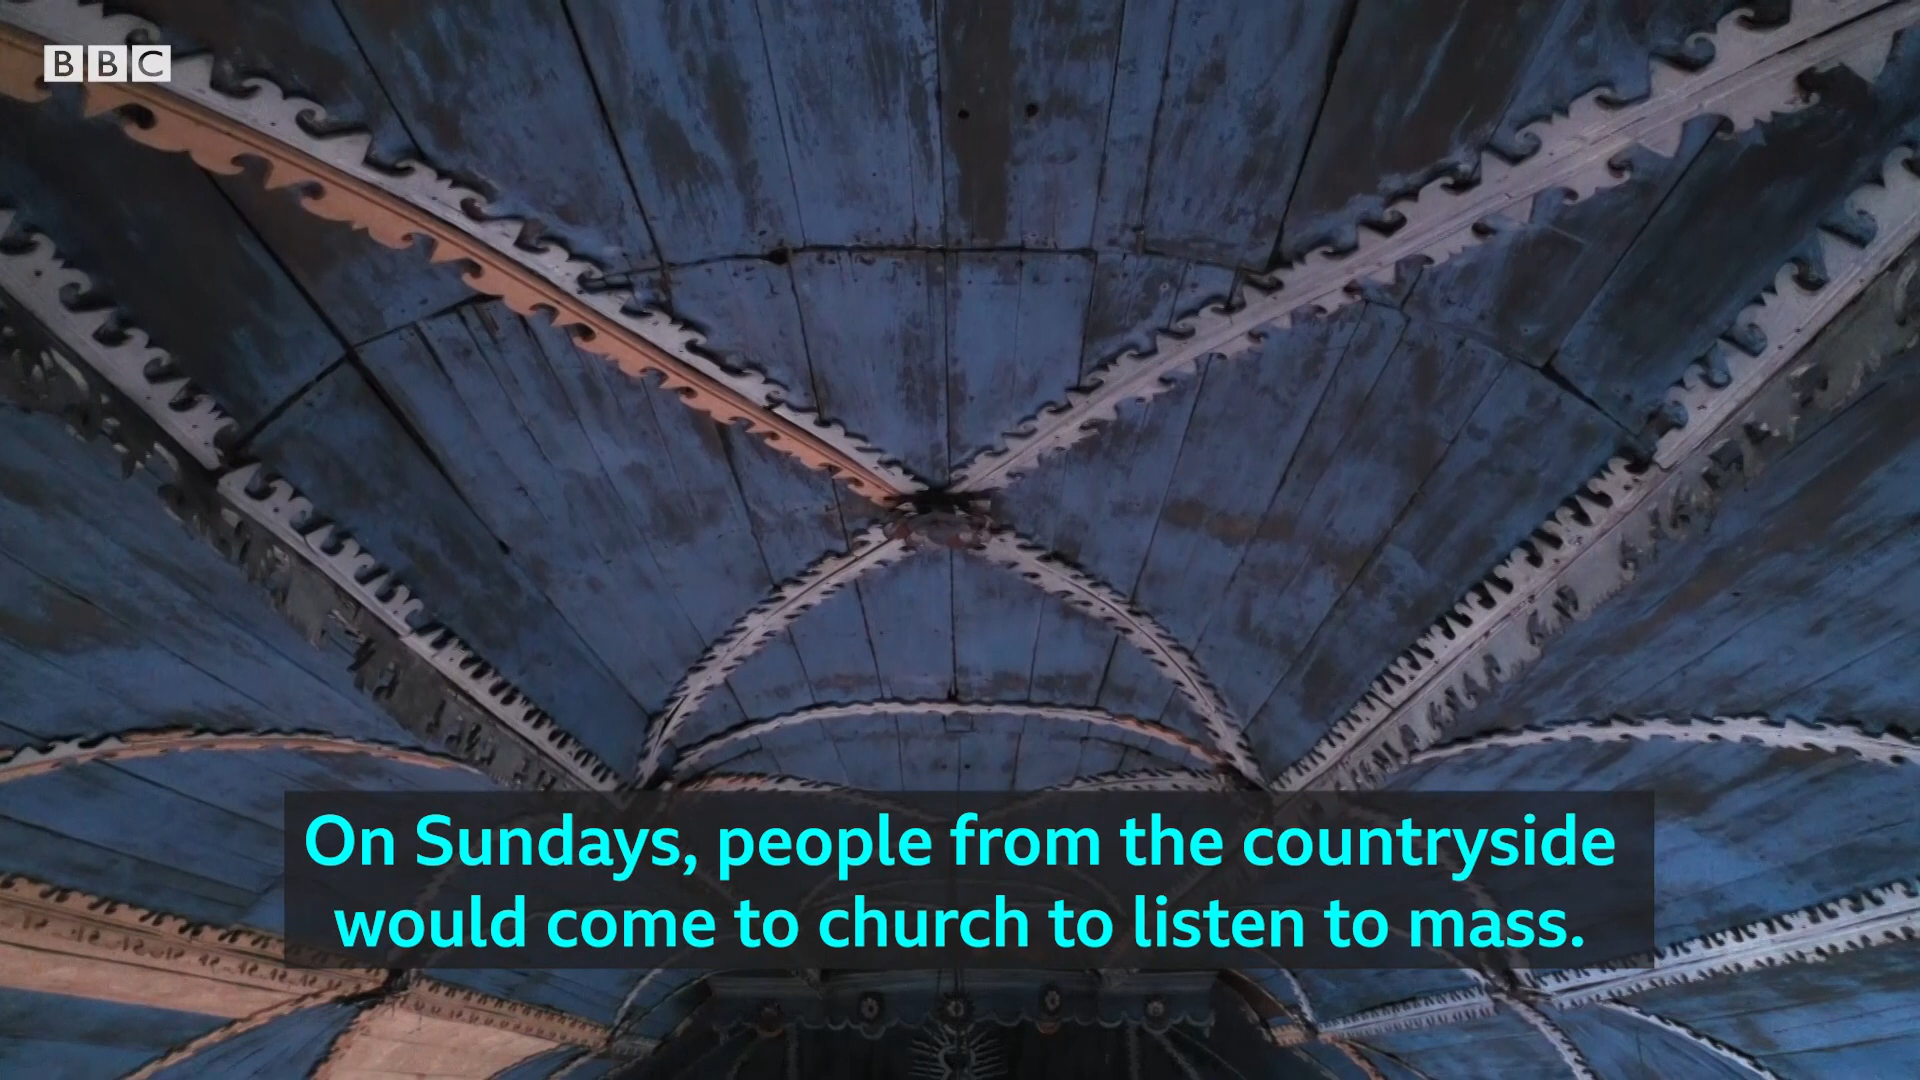 BBC
On Sundays, people from the countryside
would come to church to listen to mass.